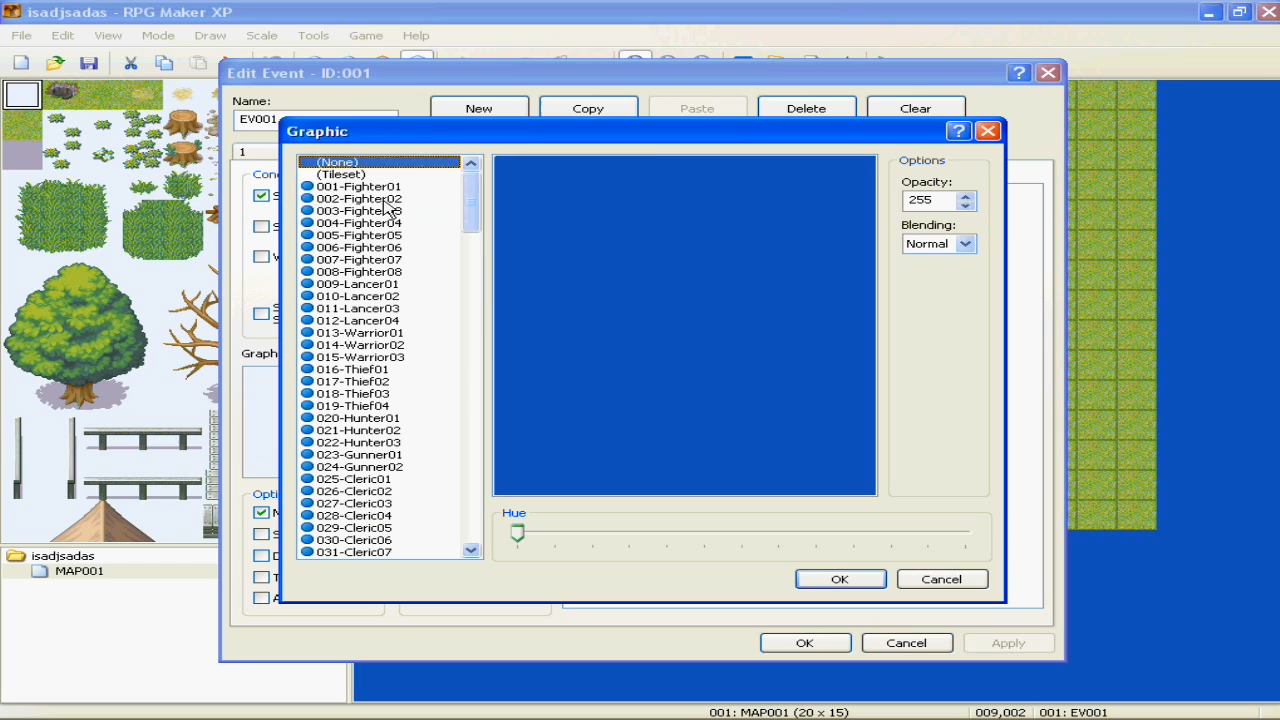 isadjsadas - RPG Maker XP
File Edit View Mode Draw Scale Tools Game Help
Edit Event - ID:001
Name:
EV001
New Copy Paste Delete Clear
1
Graphic
(None)
(Tileset)
001-Fighter01
002-Fighter02
003-Fighter03
004-Fighter04
005-Fighter05
006-Fighter06
007-Fighter07
008-Fighter08
009-Lancer01
010-Lancer02
011-Lancer03
012-Lancer04
013-Warrior01
014-Warrior02
015-Warrior03
016-Thief01
017-Thief02
018-Thief03
019-Thief04
020-Hunter01
021-Hunter02
022-Hunter03
023-Gunner01
024-Gunner02
025-Cleric01
026-Cleric02
027-Cleric03
028-Cleric04
029-Cleric05
030-Cleric06
031-Cleric07
Options
Opacity:
255
Blending:
Normal
Hue
OK Cancel
OK Cancel Apply
isadjsadas
MAP001
001: MAP001 (20 x 15) 009,002 001: EV001